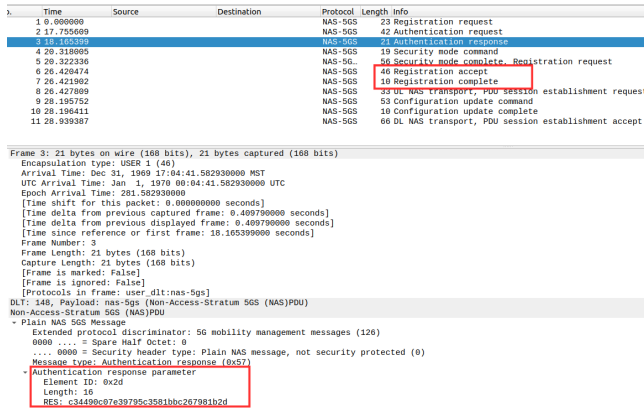 o. Time Source Destination Protocol Length Info
1 0.000000 NAS-5GS 23 Registration request
2 17.755609 NAS-5GS 42 Authentication request
3 18.165399 NAS-5GS 21 Authentication response
4 20.318005 NAS-5GS 19 Security mode command
5 20.322336 NAS-5G… 56 Security mode complete, Registration request
6 26.420474 NAS-5GS 46 Registration accept
7 26.421902 NAS-5GS 10 Registration complete
8 26.427809 NAS-5GS 33 UL NAS transport, PDU session establishment request
9 28.195752 NAS-5GS 53 Configuration update command
10 28.196411 NAS-5GS 10 Configuration update complete
11 28.939387 NAS-5GS 66 DL NAS transport, PDU session establishment accept
Frame 3: 21 bytes on wire (168 bits), 21 bytes captured (168 bits)
Encapsulation type: USER 1 (46)
Arrival Time: Dec 31, 1969 17:04:41.582930000 MST
UTC Arrival Time: Jan 1, 1970 00:04:41.582930000 UTC
Epoch Arrival Time: 281.582930000
[Time shift for this packet: 0.000000000 seconds]
[Time delta from previous captured frame: 0.409790000 seconds]
[Time delta from previous displayed frame: 0.409790000 seconds]
[Time since reference or first frame: 18.165399000 seconds]
Frame Number: 3
Frame Length: 21 bytes (168 bits)
Capture Length: 21 bytes (168 bits)
[Frame is marked: False]
[Frame is ignored: False]
[Protocols in frame: user_dlt:nas-5gs]
DLT: 148, Payload: nas-5gs (Non-Access-Stratum 5GS (NAS)PDU)
Non-Access-Stratum 5GS (NAS)PDU
Plain NAS 5GS Message
Extended protocol discriminator: 5G mobility management messages (126)
0000 .... = Spare Half Octet: 0
.... 0000 = Security header type: Plain NAS message, not security protected (0)
Message type: Authentication response (0x57)
Authentication response parameter
Element ID: 0x2d
Length: 16
RES: c34490c07e39795c3581bbc267981b2d